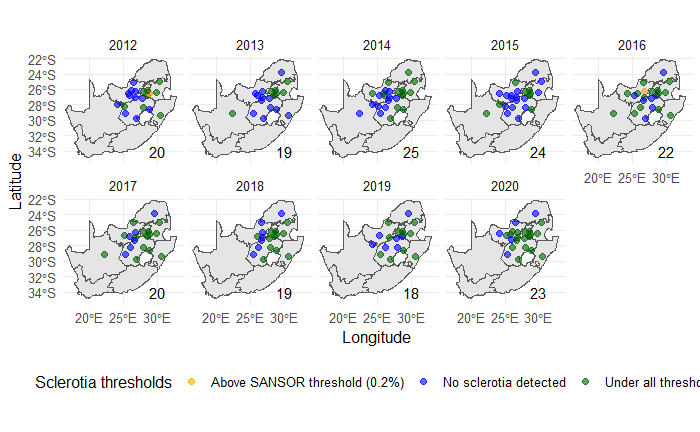 2012 2013 2014 2015 2016
22°S
24°S
26°S
28°S
30°S
32°S
34°S
20 19 25 24 22
20°E 25°E 30°E
2017 2018 2019 2020
22°S
24°S
26°S
28°S
30°S
32°S
34°S
20 19 18 23
20°E 25°E 30°E 20°E 25°E 30°E 20°E 25°E 30°E 20°E 25°E 30°E
Latitude
Longitude
Sclerotia thresholds Above SANSOR threshold (0.2%) No sclerotia detected Under all thresho